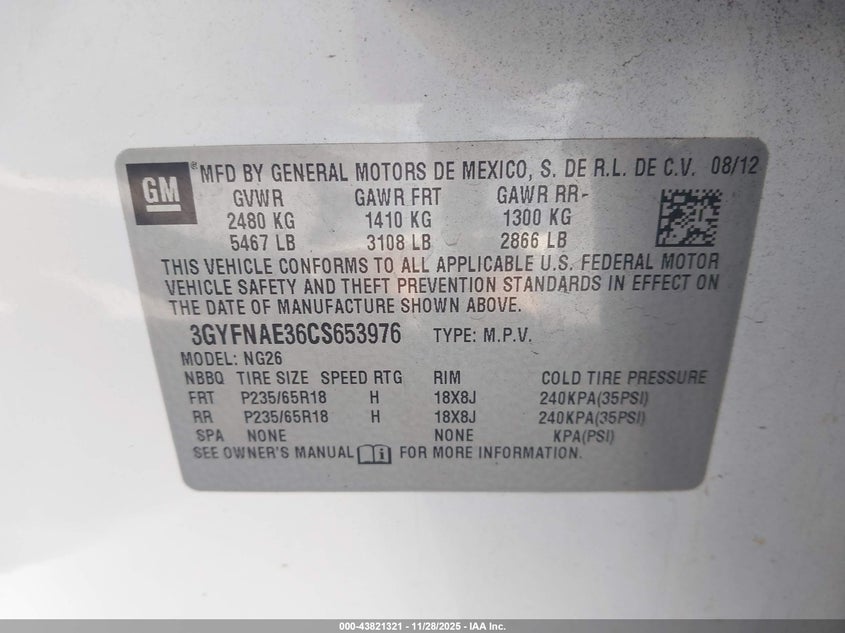 GM
® MFD BY GENERAL MOTORS DE MEXICO, S. DE R.L. DE C.V. 08/12
GVWR GAWR FRT GAWR RR
2480 KG 1410 KG 1300 KG
5467 LB 3108 LB 2866 LB
THIS VEHICLE CONFORMS TO ALL APPLICABLE U.S. FEDERAL MOTOR
VEHICLE SAFETY AND THEFT PREVENTION STANDARDS IN EFFECT ON
THE DATE OF MANUFACTURE SHOWN ABOVE.
3GYFNAE36CS653976 TYPE: M.P.V.
MODEL: NG26
NBBQ TIRE SIZE SPEED RTG RIM COLD TIRE PRESSURE
FRT P235/65R18 H 18X8J 240KPA(35PSI)
RR P235/65R18 H 18X8J 240KPA(35PSI)
SPA NONE NONE KPA(PSI)
SEE OWNER'S MANUAL i FOR MORE INFORMATION.
000-43821321 | 11/28/2025 - IAA Inc.